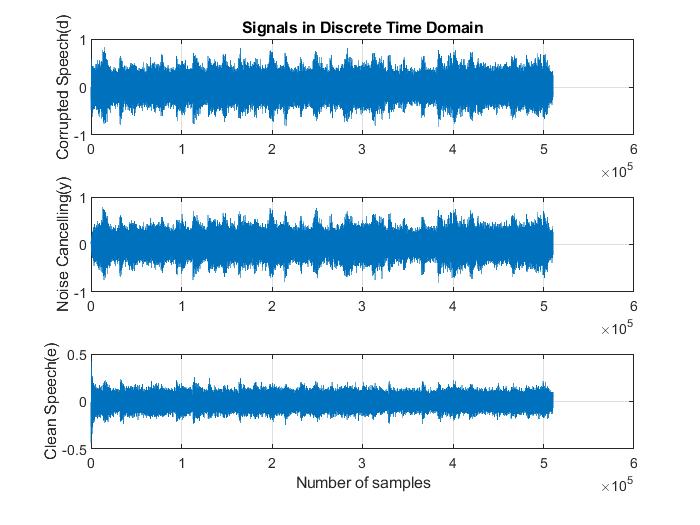 Signals in Discrete Time Domain
Corrupted Speech(d)
1
0
-1
0 1 2 3 4 5 6
×10^5
Noise Cancelling(y)
1
0
-1
0 1 2 3 4 5 6
×10^5
Clean Speech(e)
0.5
0
-0.5
0 1 2 3 4 5 6
Number of samples
×10^5